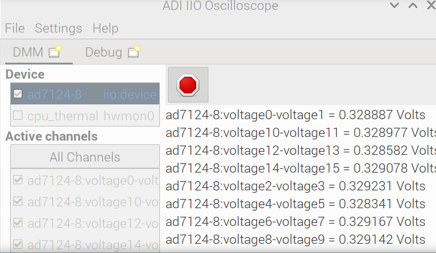 ADI IIO Oscilloscope
File Settings Help
DMM Debug
Device
ad7124-8 iio:device
cpu_thermal hwmon0
Active channels
All Channels
ad7124-8:voltage0-volt
ad7124-8:voltage10-vo
ad7124-8:voltage12-vo
ad7124-8:voltage14-vo
ad7124-8:voltage0-voltage1 = 0.328887 Volts
ad7124-8:voltage10-voltage11 = 0.328977 Volts
ad7124-8:voltage12-voltage13 = 0.328582 Volts
ad7124-8:voltage14-voltage15 = 0.329078 Volts
ad7124-8:voltage2-voltage3 = 0.329231 Volts
ad7124-8:voltage4-voltage5 = 0.328341 Volts
ad7124-8:voltage6-voltage7 = 0.329167 Volts
ad7124-8:voltage8-voltage9 = 0.329142 Volts